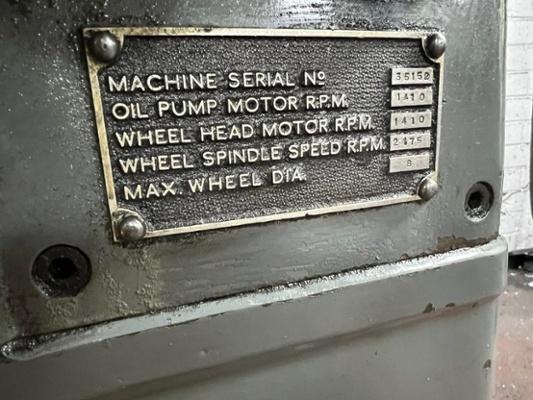 MACHINE SERIAL Nº 35152
OIL PUMP MOTOR R.P.M. 1410
WHEEL HEAD MOTOR R.P.M. 1410
WHEEL SPINDLE SPEED R.P.M. 2175
MAX. WHEEL DIA. 8